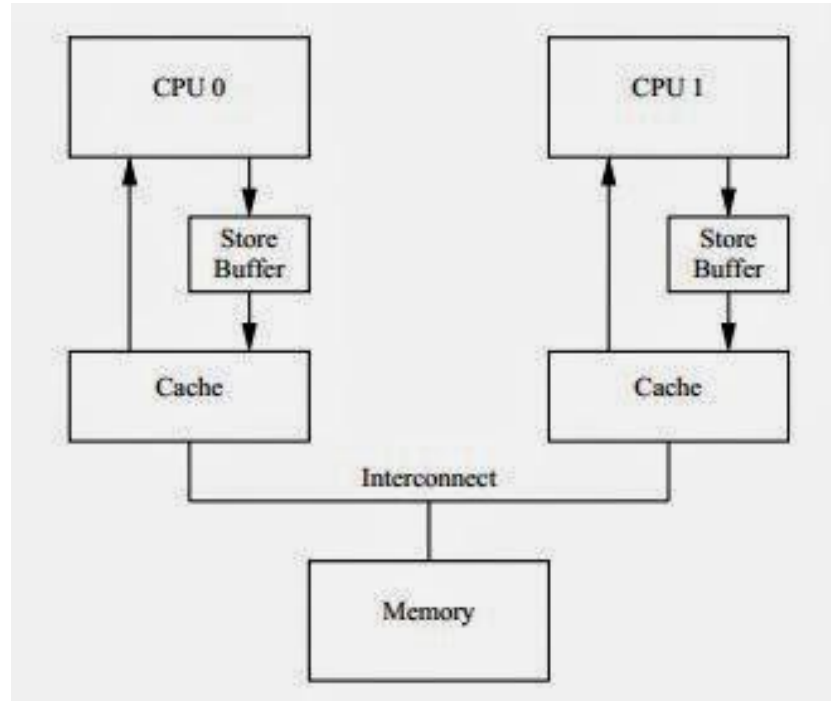 CPU 0
CPU 1
Store
Buffer
Store
Buffer
Cache
Cache
Interconnect
Memory